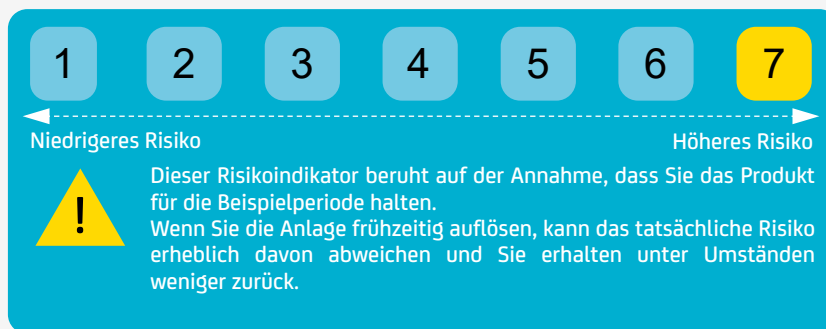 1 2 3 4 5 6 7
Niedrigeres Risiko Höheres Risiko
! Dieser Risikoindikator beruht auf der Annahme, dass Sie das Produkt
für die Beispielperiode halten.
Wenn Sie die Anlage frühzeitig auflösen, kann das tatsächliche Risiko
erheblich davon abweichen und Sie erhalten unter Umständen
weniger zurück.